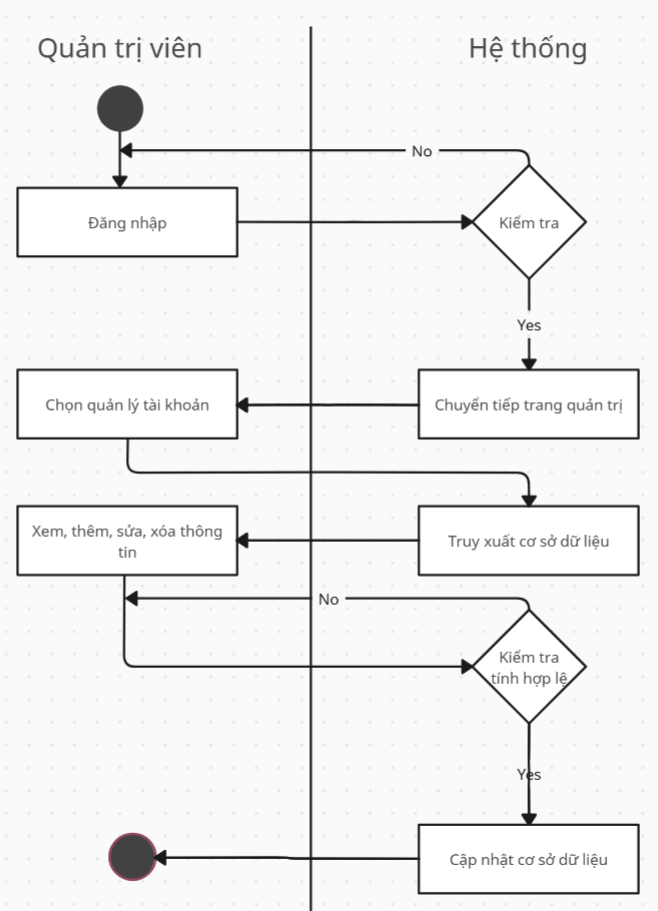 Quản trị viên
Hệ thống
No
Đăng nhập
Kiểm tra
Yes
Chọn quản lý tài khoản
Chuyển tiếp trang quản trị
Xem, thêm, sửa, xóa thông
tin
Truy xuất cơ sở dữ liệu
No
Kiểm tra
tính hợp lệ
Yes
Cập nhật cơ sở dữ liệu